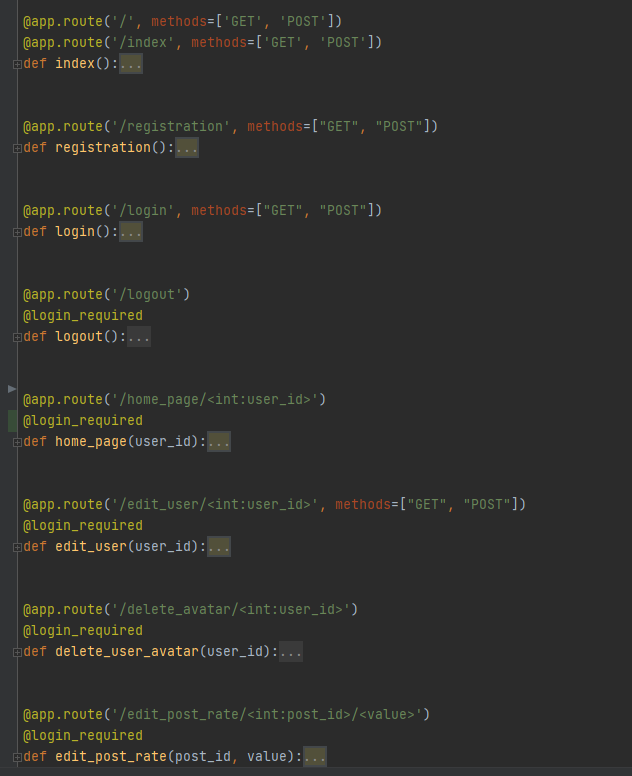 @app.route('/', methods=['GET', 'POST'])
@app.route('/index', methods=['GET', 'POST'])
def index():...
@app.route('/registration', methods=["GET", "POST"])
def registration():...
@app.route('/login', methods=["GET", "POST"])
def login():...
@app.route('/logout')
@login_required
def logout():...
@app.route('/home_page/<int:user_id>')
@login_required
def home_page(user_id):...
@app.route('/edit_user/<int:user_id>', methods=["GET", "POST"])
@login_required
def edit_user(user_id):...
@app.route('/delete_avatar/<int:user_id>')
@login_required
def delete_user_avatar(user_id):...
@app.route('/edit_post_rate/<int:post_id>/<value>')
@login_required
def edit_post_rate(post_id, value):...